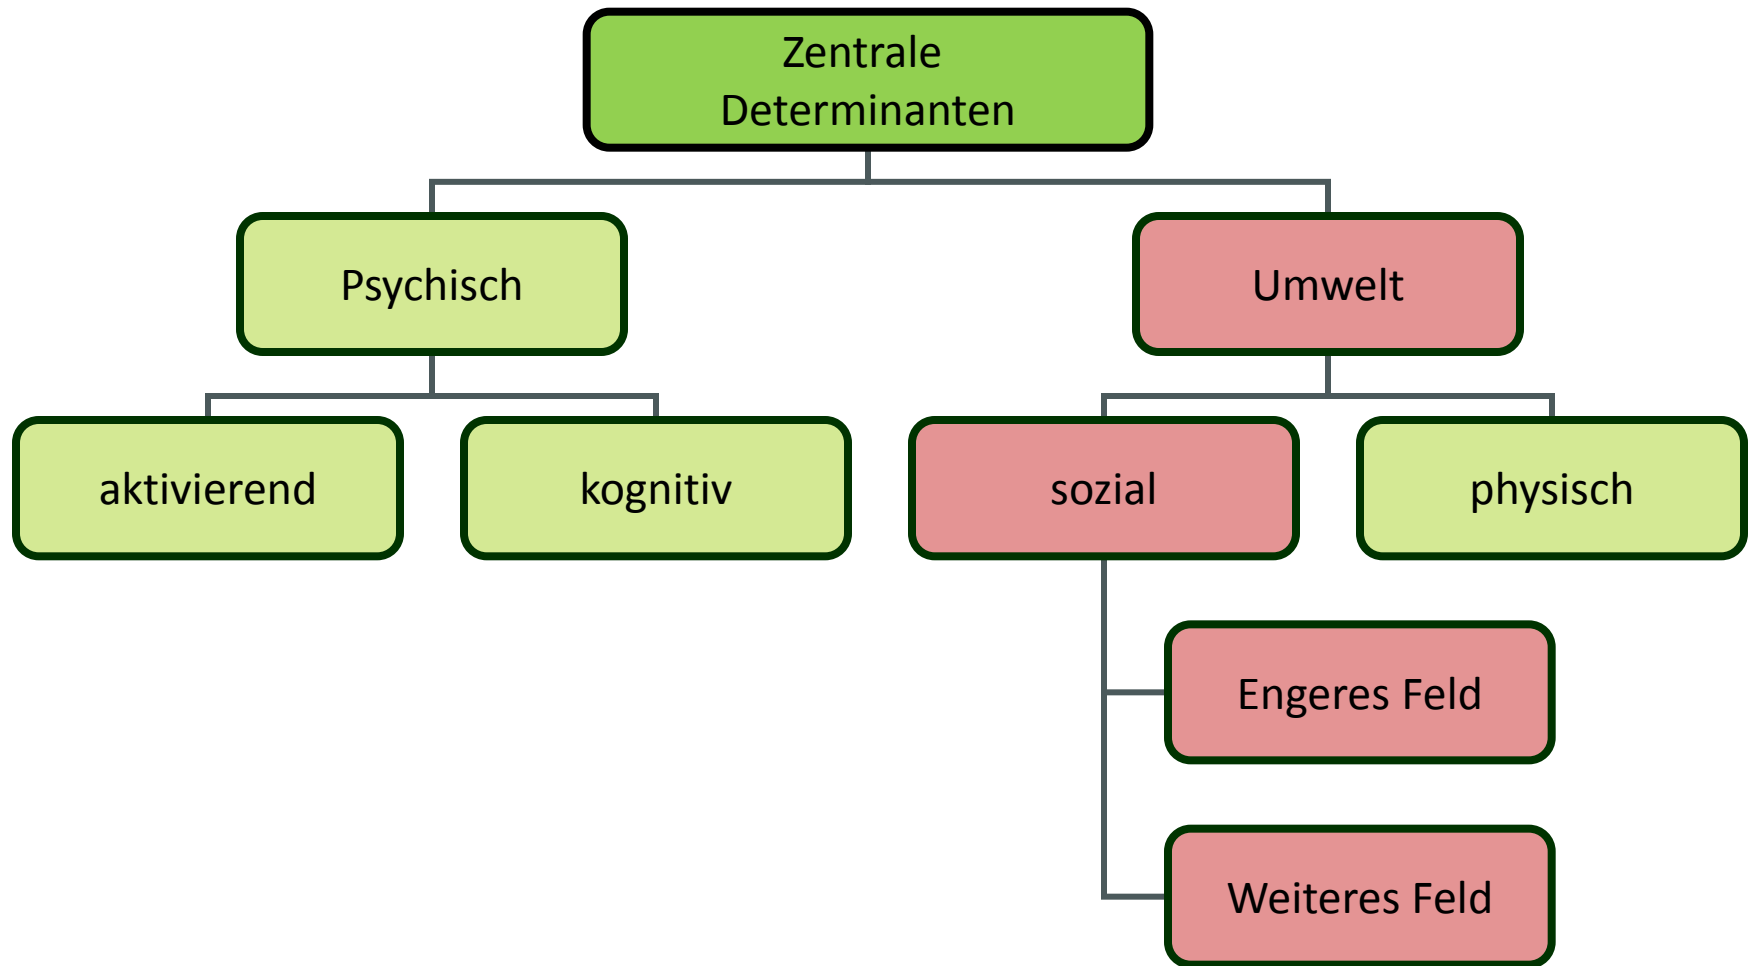 Zentrale
Determinanten
Psychisch
Umwelt
aktivierend
kognitiv
sozial
physisch
Engeres Feld
Weiteres Feld